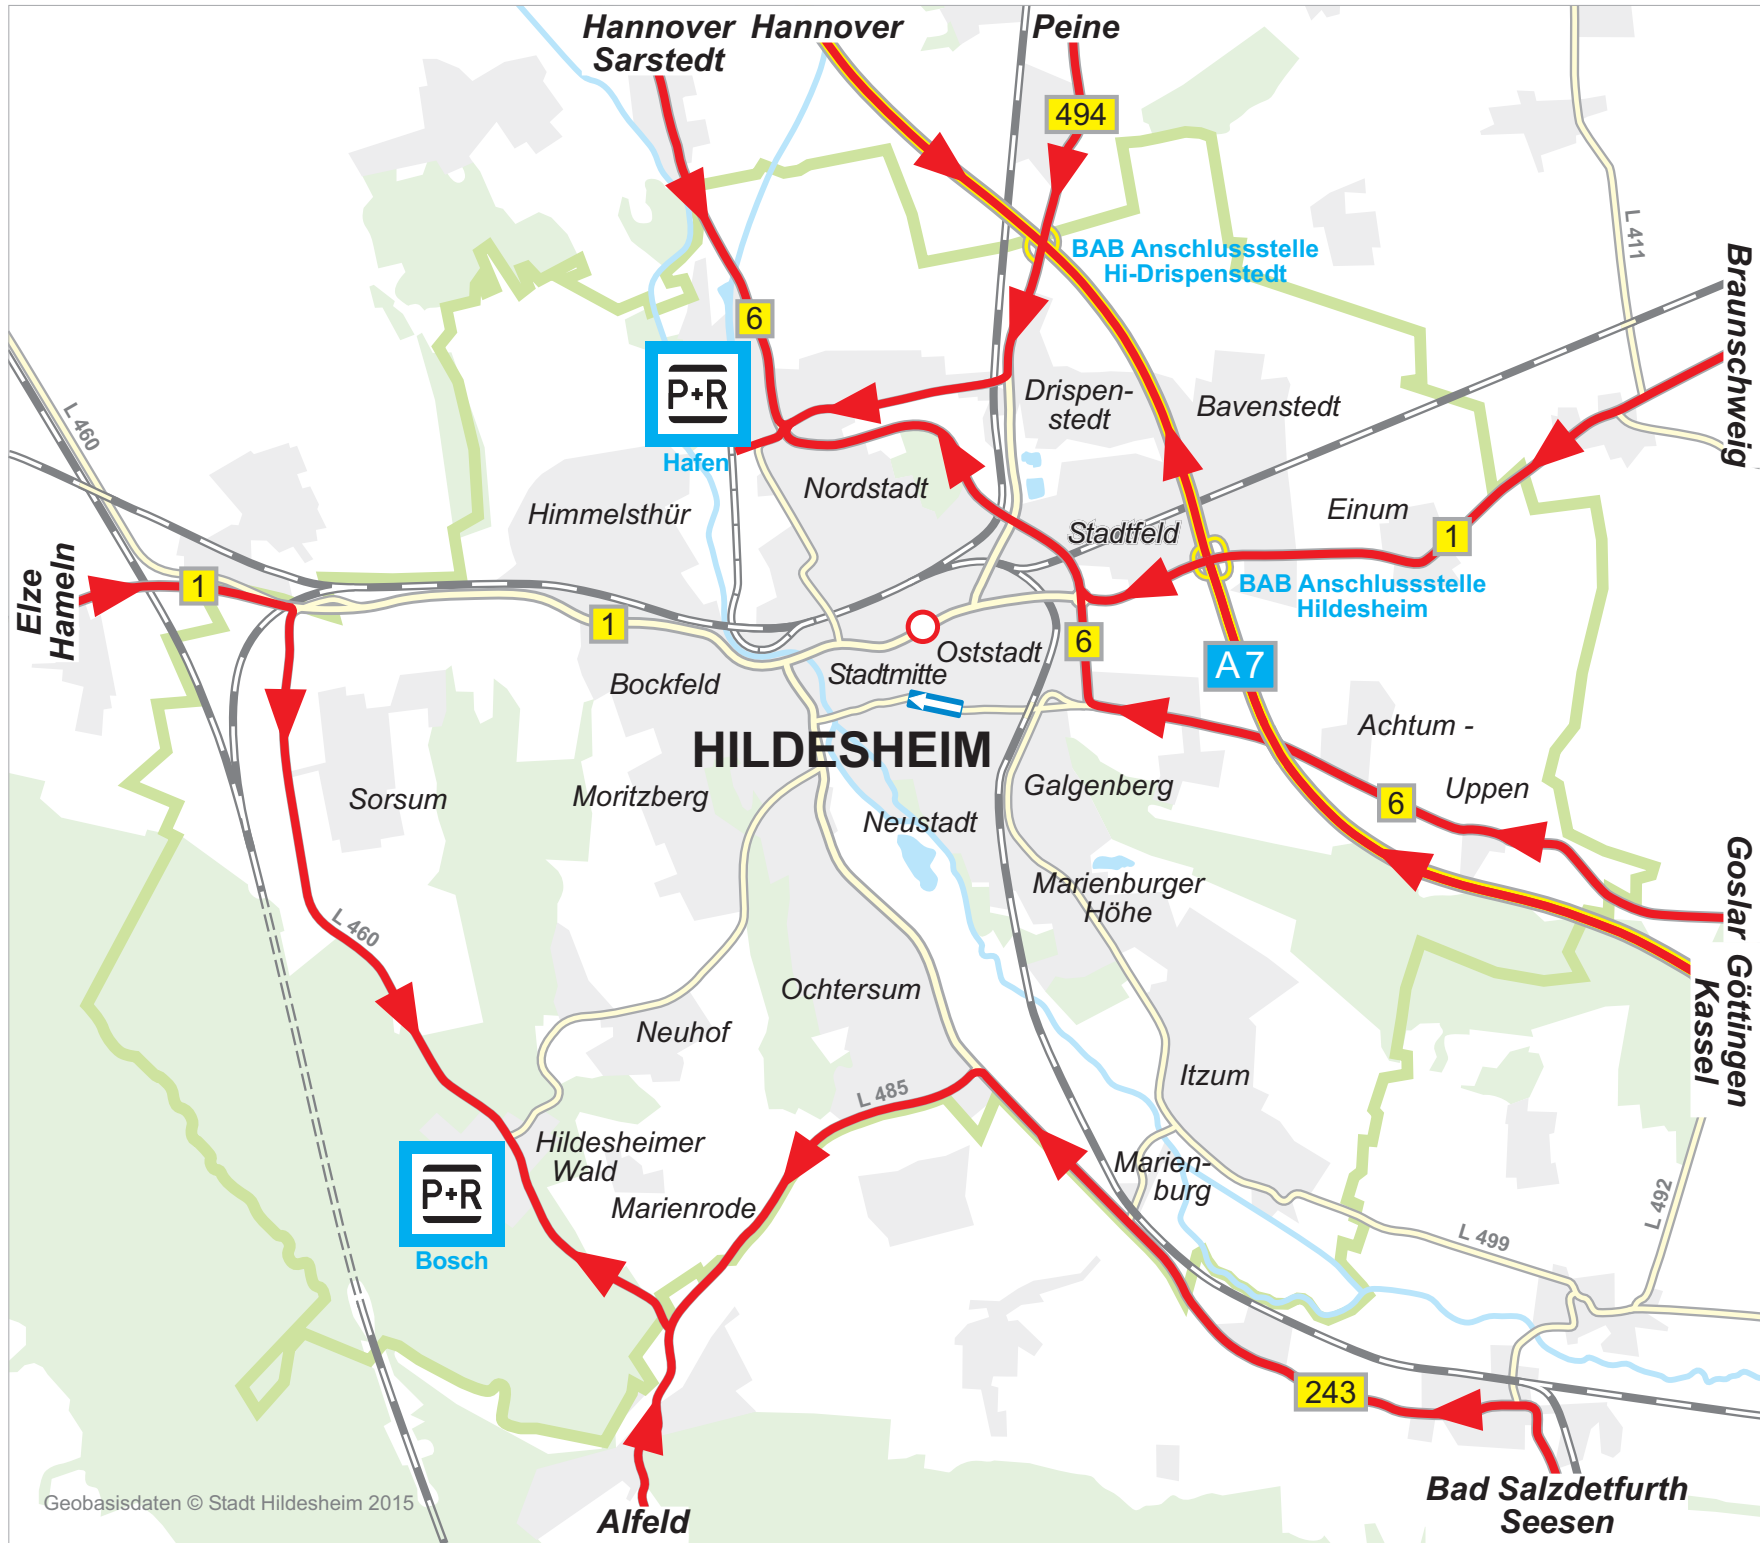 Hannover
Sarstedt
Hannover
Peine
494
L 411
BAB Anschlussstelle
Hi-Drispenstedt
Braunschweig
6
P+R
Hafen
Drispen-
stedt
Bavenstedt
L 460
Nordstadt
Himmelsthür
Stadtfeld
Einum
1
Elze
Hameln
1
BAB Anschlussstelle
Hildesheim
1
6
Oststadt
Stadtmitte
A 7
Bockfeld
HILDESHEIM
Achtum -
Uppen
Sorsum
Moritzberg
Galgenberg
6
Neustadt
Marienburger
Höhe
Goslar
Göttingen
Kassel
L 460
Ochtersum
Neuhof
Itzum
L 485
Hildesheimer
Wald
Marienrode
P+R
Bosch
Marien-
burg
L 492
L 499
243
Geobasisdaten © Stadt Hildesheim 2015
Alfeld
Bad Salzdetfurth
Seesen